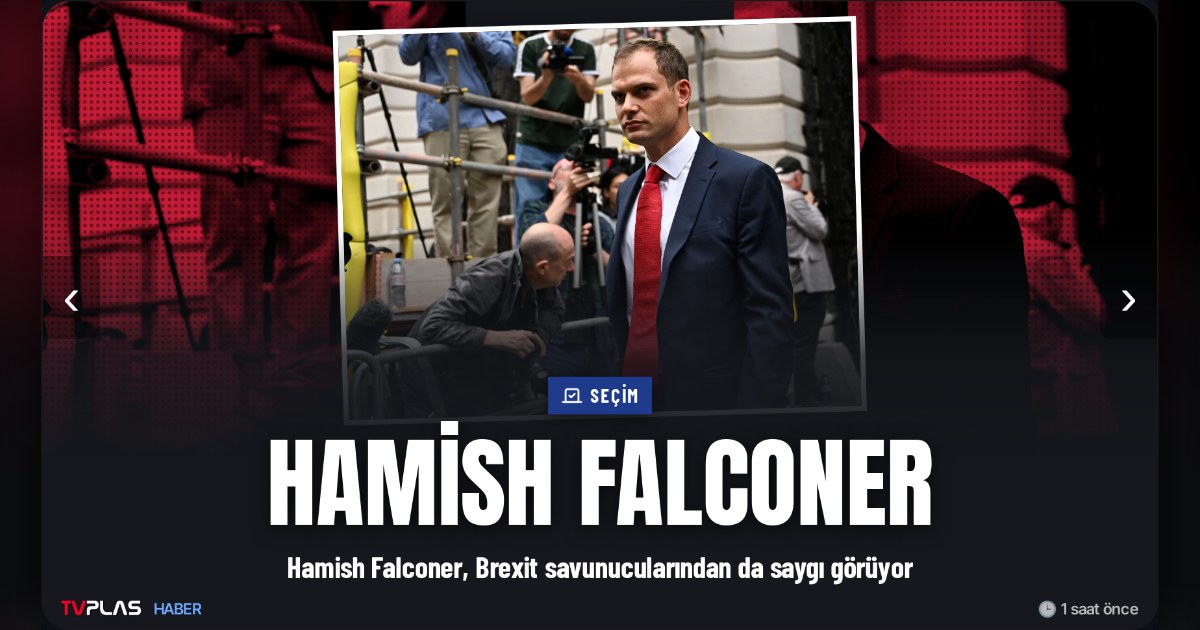 SEÇİM
HAMİSH FALCONER
Hamish Falconer, Brexit savunucularından da saygı görüyor
TVPLAS HABER
1 saat önce